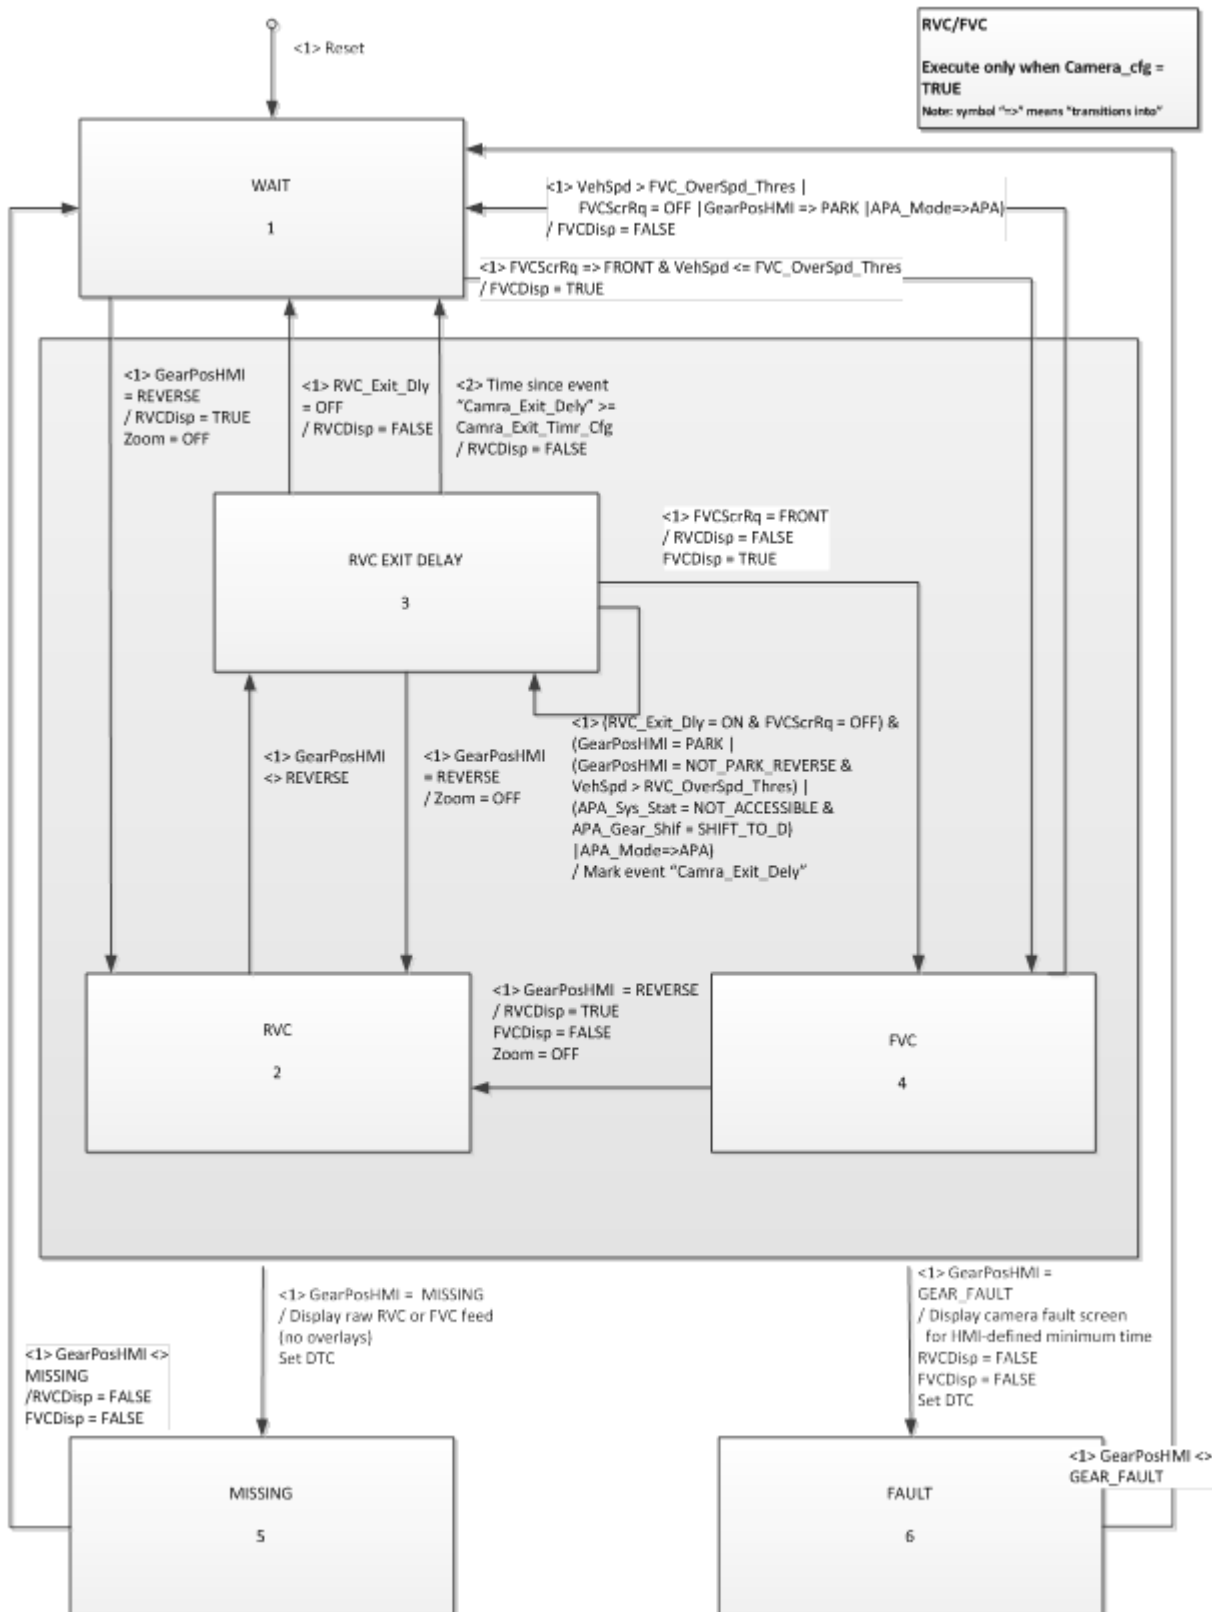 <1> Reset
RVC/FVC
Execute only when Camera_cfg =
TRUE
Note: symbol "=>" means "transitions into"
WAIT
1
<1> VehSpd > FVC_OverSpd_Thres |
FVCScrRq = OFF |GearPosHMI => PARK |APA_Mode=>APA)
/ FVCDisp = FALSE
<1> FVCScrRq => FRONT & VehSpd <= FVC_OverSpd_Thres
/ FVCDisp = TRUE
<1> GearPosHMI
= REVERSE
/ RVCDisp = TRUE
Zoom = OFF
<1> RVC_Exit_Dly
= OFF
/ RVCDisp = FALSE
<2> Time since event
"Camra_Exit_Dely" >=
Camra_Exit_Timr_Cfg
/ RVCDisp = FALSE
RVC EXIT DELAY
3
<1> FVCScrRq = FRONT
/ RVCDisp = FALSE
FVCDisp = TRUE
<1> GearPosHMI
<> REVERSE
<1> GearPosHMI
= REVERSE
/ Zoom = OFF
<1> (RVC_Exit_Dly = ON & FVCScrRq = OFF) &
(GearPosHMI = PARK |
(GearPosHMI = NOT_PARK_REVERSE &
VehSpd > RVC_OverSpd_Thres) |
(APA_Sys_Stat = NOT_ACCESSIBLE &
APA_Gear_Shif = SHIFT_TO_D)
|APA_Mode=>APA)
/ Mark event "Camra_Exit_Dely"
RVC
2
<1> GearPosHMI = REVERSE
/ RVCDisp = TRUE
FVCDisp = FALSE
Zoom = OFF
FVC
4
<1> GearPosHMI = MISSING
/ Display raw RVC or FVC feed
(no overlays)
Set DTC
<1> GearPosHMI =
GEAR_FAULT
/ Display camera fault screen
for HMI-defined minimum time
RVCDisp = FALSE
FVCDisp = FALSE
Set DTC
<1> GearPosHMI <>
MISSING
/RVCDisp = FALSE
FVCDisp = FALSE
MISSING
5
FAULT
6
<1> GearPosHMI <>
GEAR_FAULT